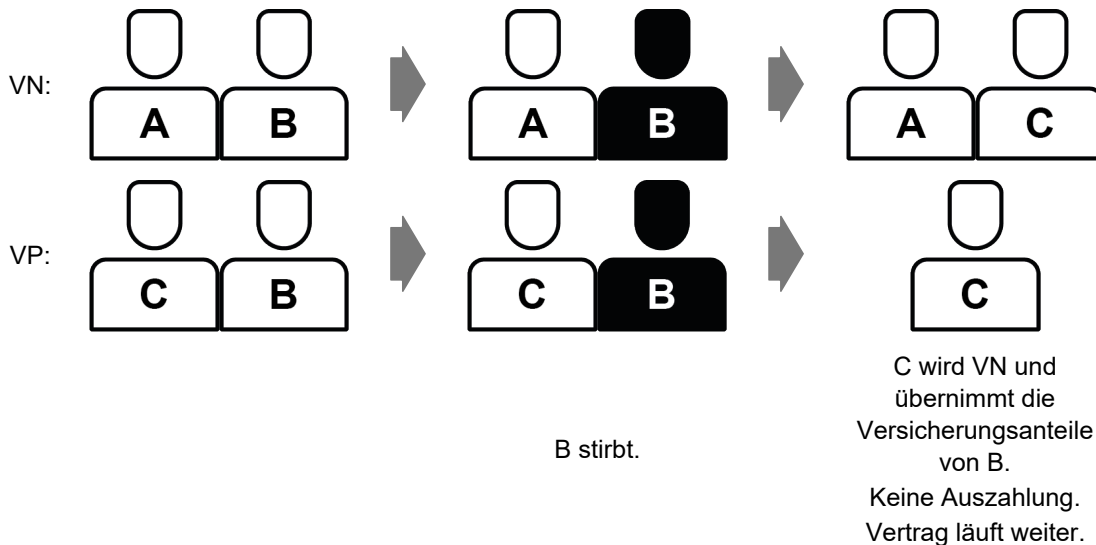 VN:
A B A B A C
VP:
C B C B C
B stirbt.
C wird VN und
übernimmt die
Versicherungsanteile
von B.
Keine Auszahlung.
Vertrag läuft weiter.